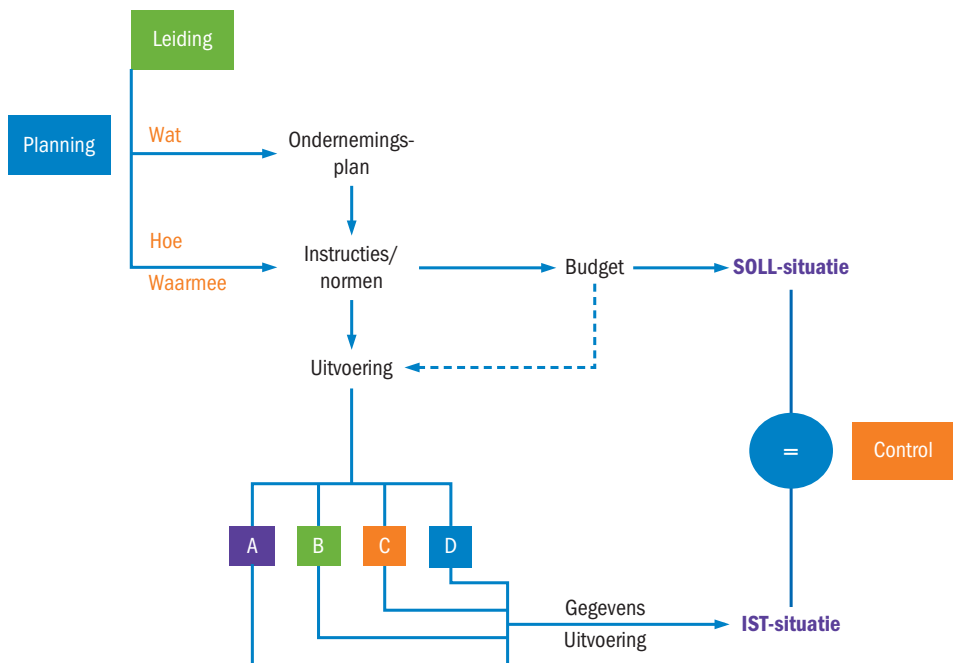 Leiding
Planning
Wat
Ondernemings-
plan
Hoe
Waarmee
Instructies/
normen
Budget
SOLL-situatie
Uitvoering
=
Control
A
B
C
D
Gegevens
Uitvoering
IST-situatie